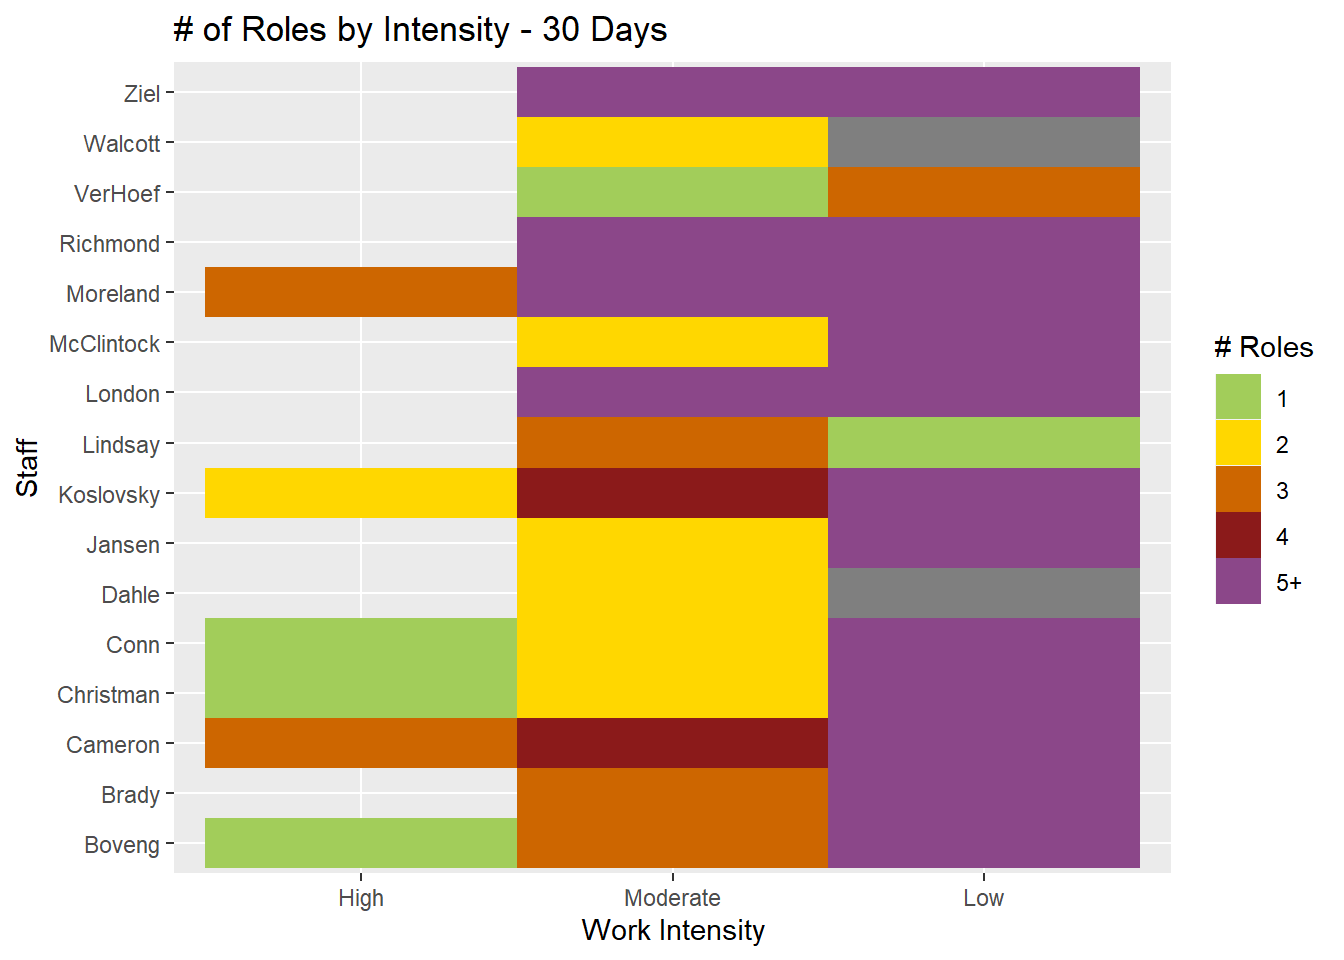 # of Roles by Intensity - 30 Days
Ziel
Walcott
VerHoef
Richmond
Moreland
McClintock
London
Lindsay
Koslovsky
Jansen
Dahle
Conn
Christman
Cameron
Brady
Boveng
Staff
High Moderate Low
Work Intensity
# Roles
1
2
3
4
5+